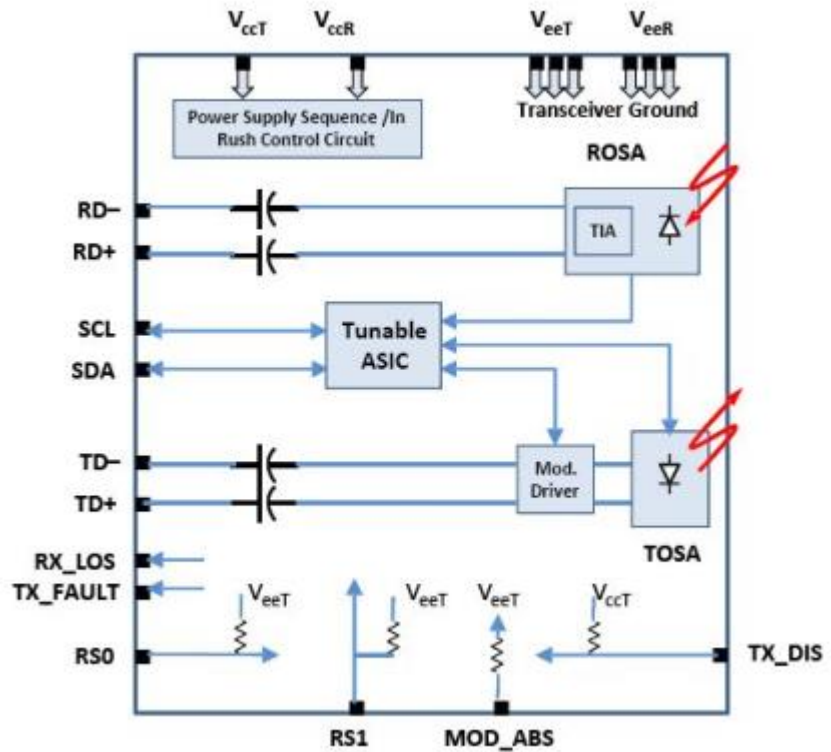 VccT VccR VeeT VeeR
Power Supply Sequence /In
Rush Control Circuit
Transceiver Ground
ROSA
RD–
TIA
RD+
SCL
Tunable
ASIC
SDA
TD–
Mod.
Driver
TD+
TOSA
RX_LOS
TX_FAULT
VeeT VeeT VeeT VccT
RS0
TX_DIS
RS1 MOD_ABS